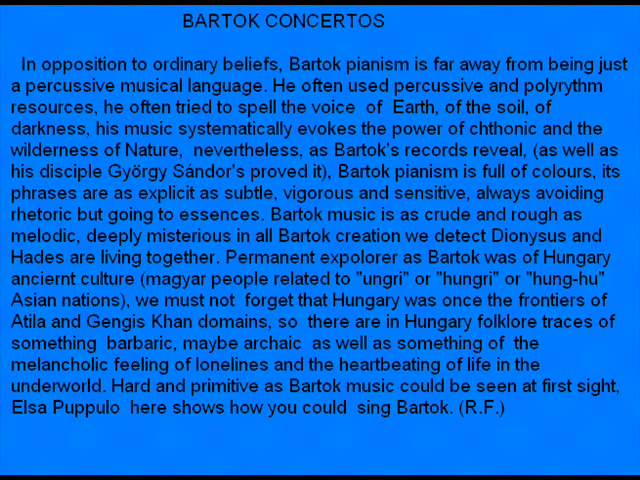 BARTOK CONCERTOS
In opposition to ordinary beliefs, Bartok pianism is far away from being just
a percussive musical language. He often used percussive and polyrythm
resources, he often tried to spell the voice of Earth, of the soil, of
darkness, his music systematically evokes the power of chthonic and the
wilderness of Nature, nevertheless, as Bartok's records reveal, (as well as
his disciple György Sándor's proved it), Bartok pianism is full of colours, its
phrases are as explicit as subtle, vigorous and sensitive, always avoiding
rhetoric but going to essences. Bartok music is as crude and rough as
melodic, deeply misterious in all Bartok creation we detect Dionysus and
Hades are living together. Permanent expolorer as Bartok was of Hungary
anciernt culture (magyar people related to "ungri" or "hungri" or "hung-hu"
Asian nations), we must not forget that Hungary was once the frontiers of
Atila and Gengis Khan domains, so there are in Hungary folklore traces of
something barbaric, maybe archaic as well as something of the
melancholic feeling of lonelines and the heartbeating of life in the
underworld. Hard and primitive as Bartok music could be seen at first sight,
Elsa Puppulo here shows how you could sing Bartok. (R.F.)